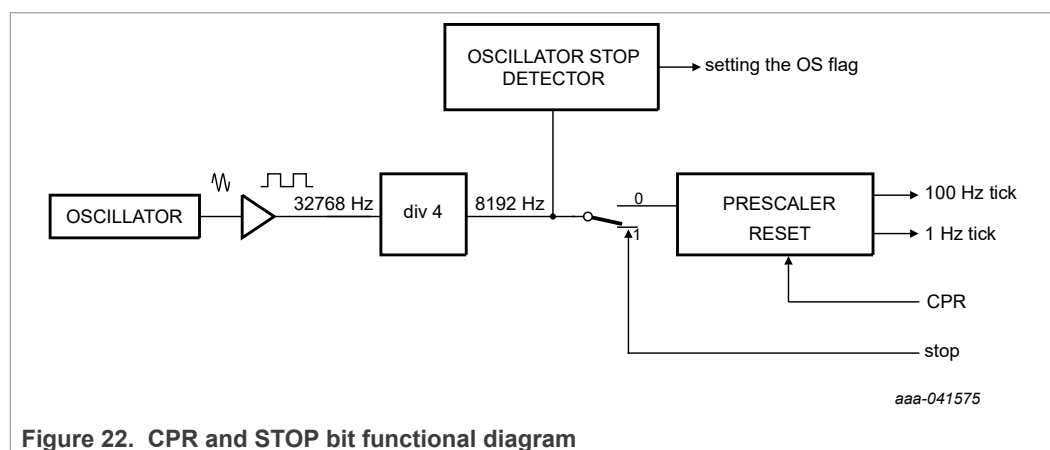 OSCILLATOR STOP
DETECTOR
setting the OS flag
OSCILLATOR
32768 Hz
div 4
8192 Hz
0
1
PRESCALER
RESET
100 Hz tick
1 Hz tick
CPR
stop
aaa-041575
Figure 22. CPR and STOP bit functional diagram